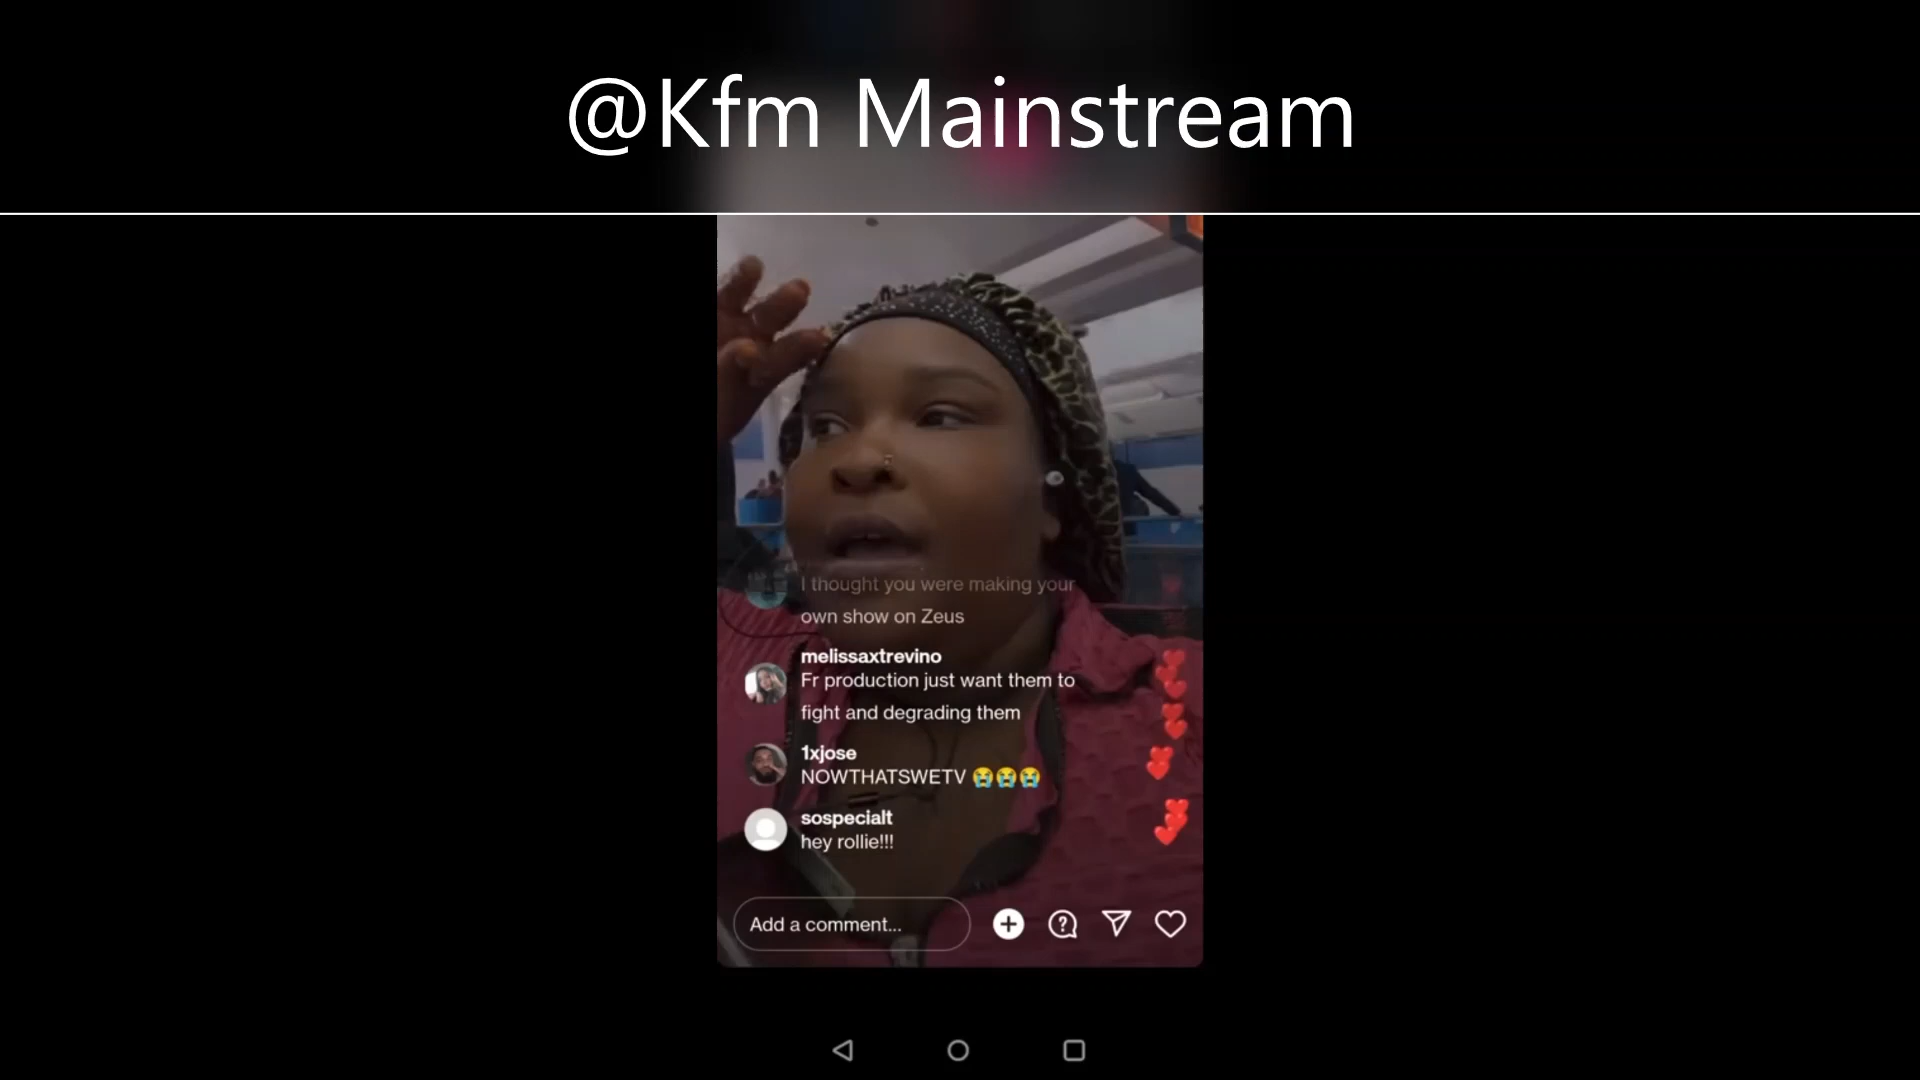 @Kfm Mainstream
I thought you were making your
own show on Zeus
melissaxtrevino
Fr production just want them to
fight and degrading them
1xjose
NOWTHATSWETV 😭😭😭
sospecialt
hey rollie!!!
Add a comment...